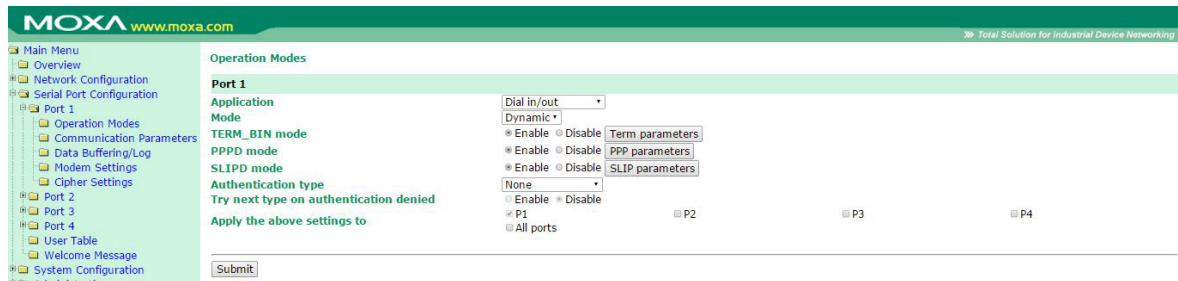 MOXA www.moxa.com
Total Solution for Industrial Device Networking
Main Menu
Overview
Network Configuration
Serial Port Configuration
Port 1
Operation Modes
Communication Parameters
Data Buffering/Log
Modem Settings
Cipher Settings
Port 2
Port 3
Port 4
User Table
Welcome Message
System Configuration
Operation Modes
Port 1
Application Dial in/out
Mode Dynamic
TERM_BIN mode Enable Disable Term parameters
PPPD mode Enable Disable PPP parameters
SLIPD mode Enable Disable SLIP parameters
Authentication type None
Try next type on authentication denied Enable Disable
Apply the above settings to P1 P2 P3 P4
All ports
Submit